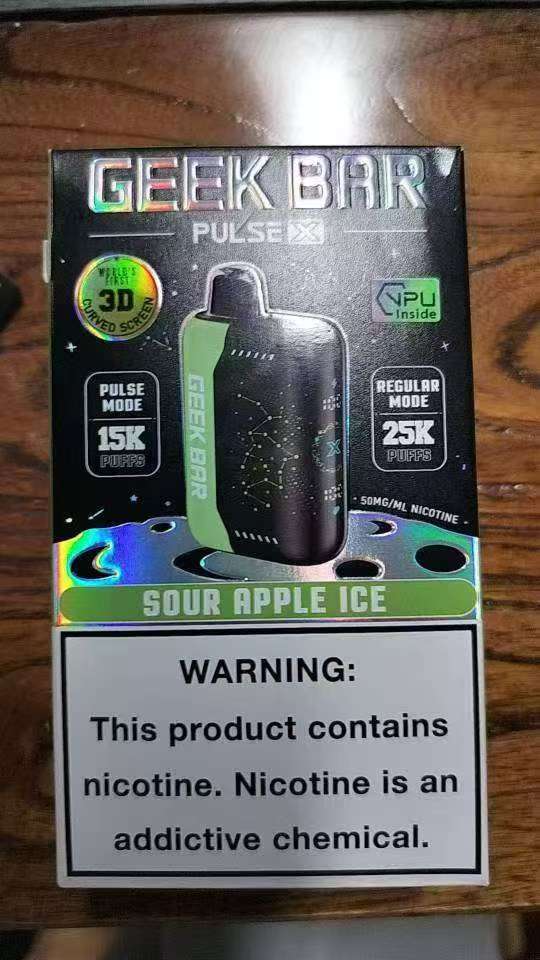 GEEK BAR
PULSE X
WORLD'S
FIRST
3D
CURVED SCREEN
VPU
Inside
PULSE
MODE
15K
PUFFS
GEEK BAR
X
REGULAR
MODE
25K
PUFFS
50MG/ML NICOTINE
SOUR APPLE ICE
WARNING:
This product contains
nicotine. Nicotine is an
addictive chemical.